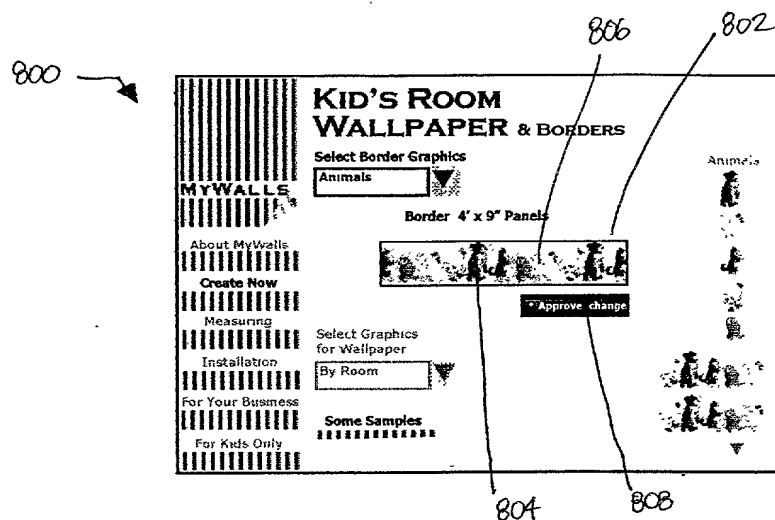 800
806
802
KID'S ROOM
WALLPAPER & BORDERS
Select Border Graphics
Animals
Animals
MYWALLS
Border 4' x 9" Panels
About MyWalls
Create Now
Approve change
Measuring
Select Graphics
for Wallpaper
Installation
By Room
For Your Business
Some Samples
For Kids Only
804
808